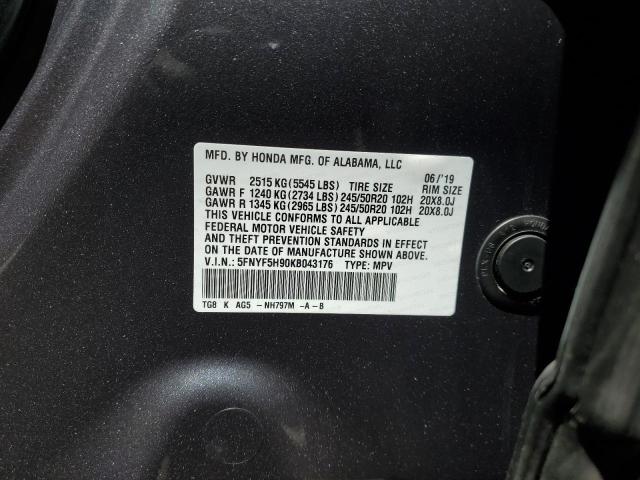 MFD. BY HONDA MFG. OF ALABAMA, LLC
GVWR 2515 KG (5545 LBS) TIRE SIZE 06/'19 RIM SIZE
GAWR F 1240 KG (2734 LBS) 245/50R20 102H 20X8.0J
GAWR R 1345 KG (2965 LBS) 245/50R20 102H 20X8.0J
THIS VEHICLE CONFORMS TO ALL APPLICABLE
FEDERAL MOTOR VEHICLE SAFETY
AND THEFT PREVENTION STANDARDS IN EFFECT
ON THE DATE OF MANUFACTURE SHOWN ABOVE.
V.I.N.: 5FNYF5H90KB043176 TYPE: MPV
TG8 K AG5 -NH797M -A-B